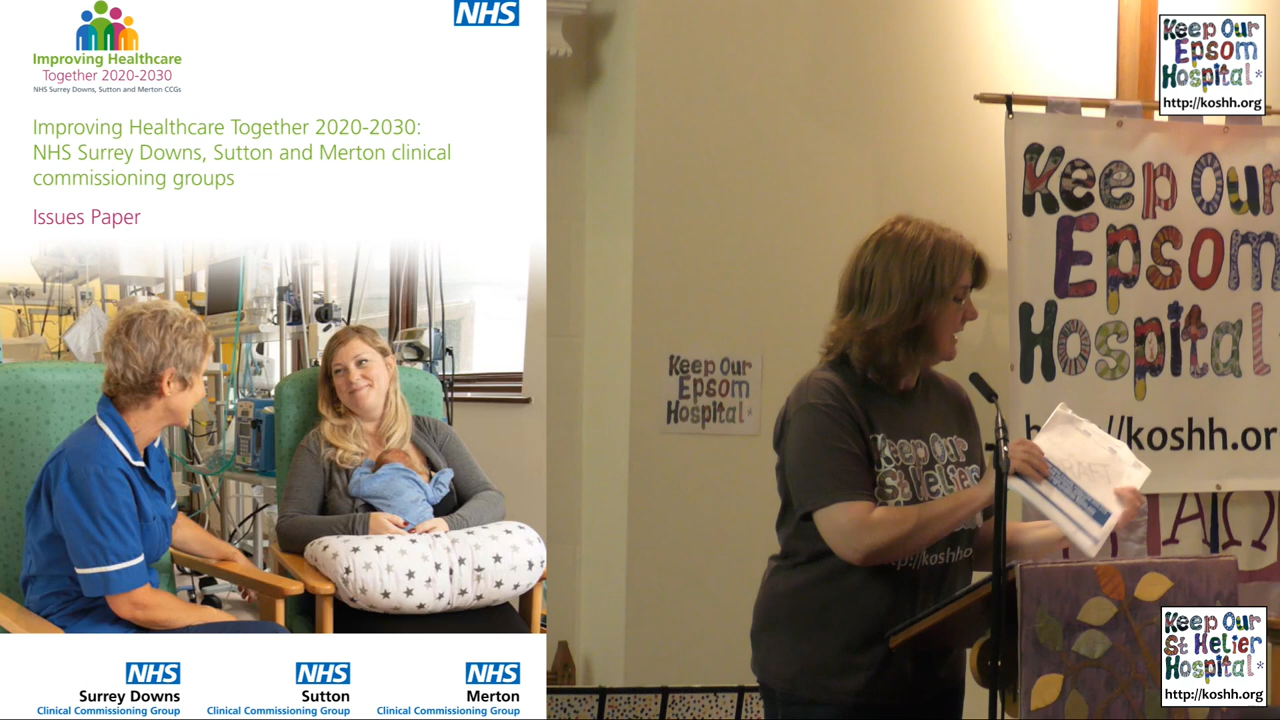 NHS
Improving Healthcare
Together 2020-2030
NHS Surrey Downs, Sutton and Merton CCGs
Improving Healthcare Together 2020-2030:
NHS Surrey Downs, Sutton and Merton clinical
commissioning groups
Issues Paper
NHS
Surrey Downs
Clinical Commissioning Group
NHS
Sutton
Clinical Commissioning Group
NHS
Merton
Clinical Commissioning Group
Keep Our
Epsom
Hospital*
http://koshh.org
Keep Our
Epsom
Hospital
//koshh.or
Keep Our
Epsom
Hospital*
Keep Our
St Helier
://koshho
RAFT
ΑΩ
Keep Our
St Helier
Hospital*
http://koshh.org